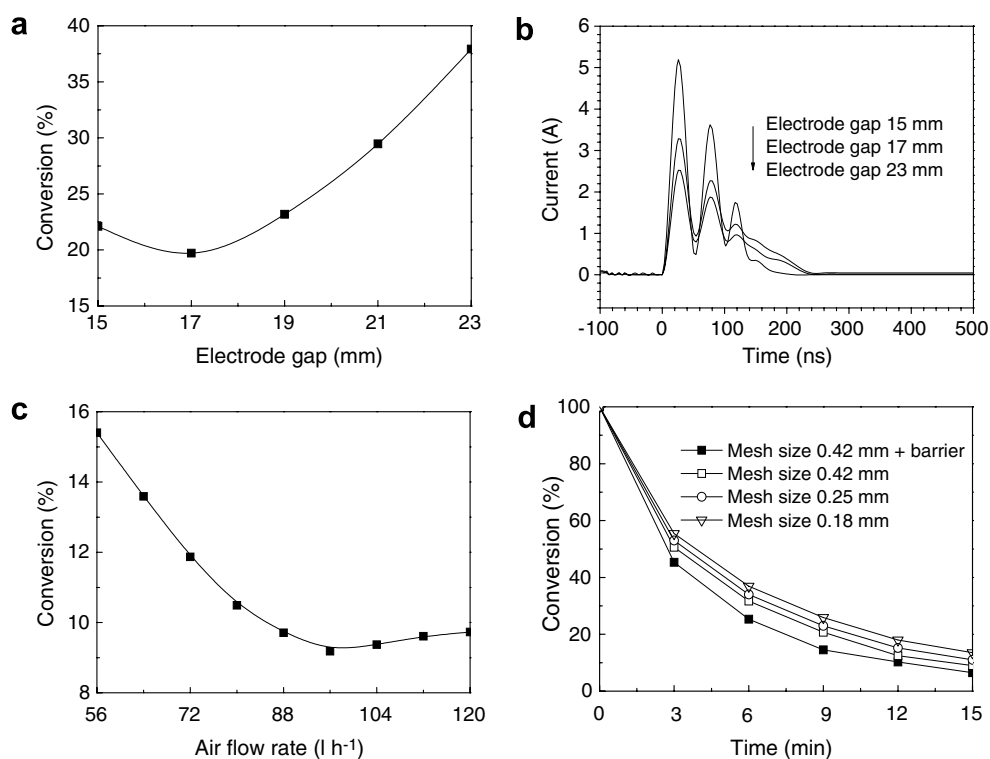 a
40
35
30
25
20
15
Conversion (%)
15 17 19 21 23
Electrode gap (mm)
b
6
5
4
3
2
1
0
Current (A)
Electrode gap 15 mm
Electrode gap 17 mm
Electrode gap 23 mm
-100 0 100 200 300 400 500
Time (ns)
c
16
14
12
10
8
Conversion (%)
56 72 88 104 120
Air flow rate (l h-1)
d
100
80
60
40
20
0
Conversion (%)
Mesh size 0.42 mm + barrier
Mesh size 0.42 mm
Mesh size 0.25 mm
Mesh size 0.18 mm
0 3 6 9 12 15
Time (min)